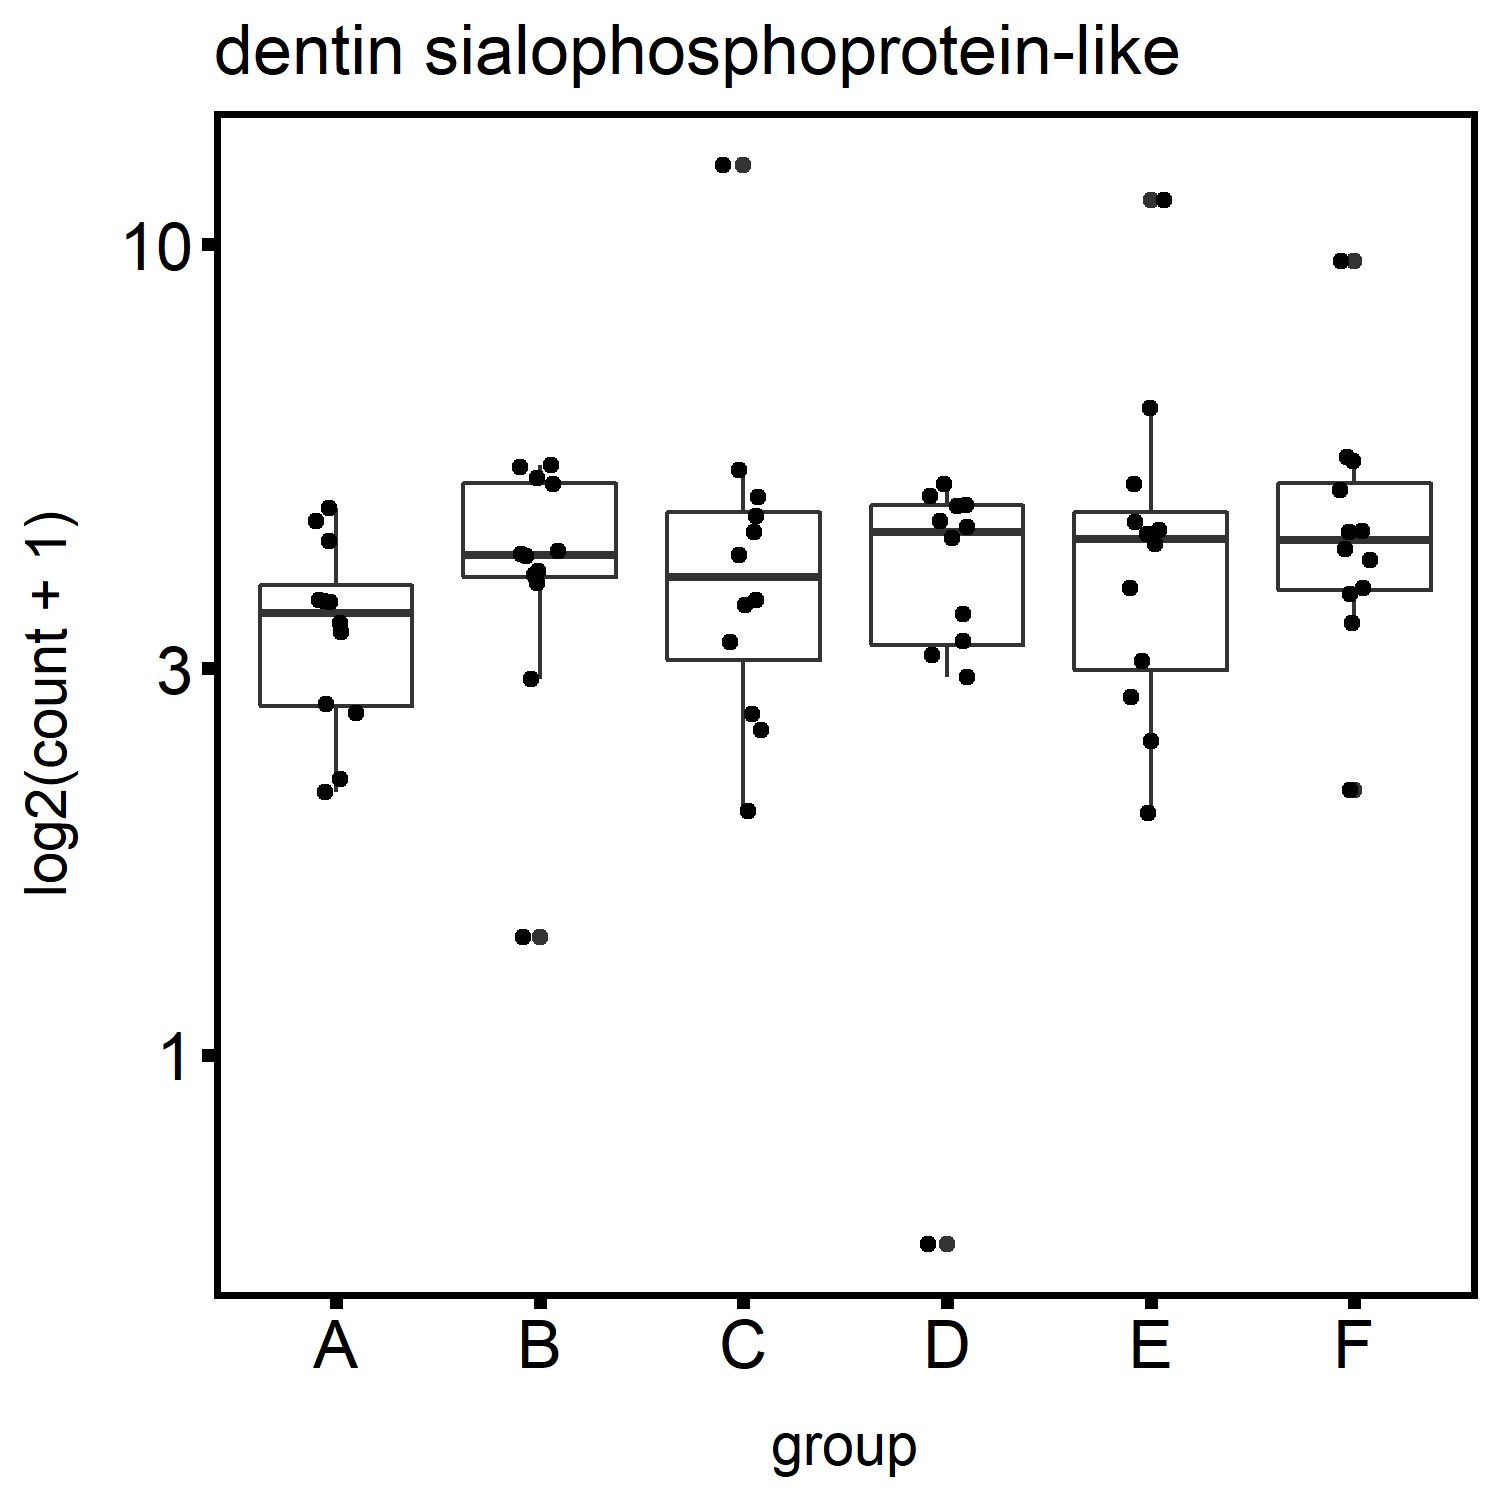 dentin sialophosphoprotein-like
log2(count + 1)
10
3
1
A B C D E F
group